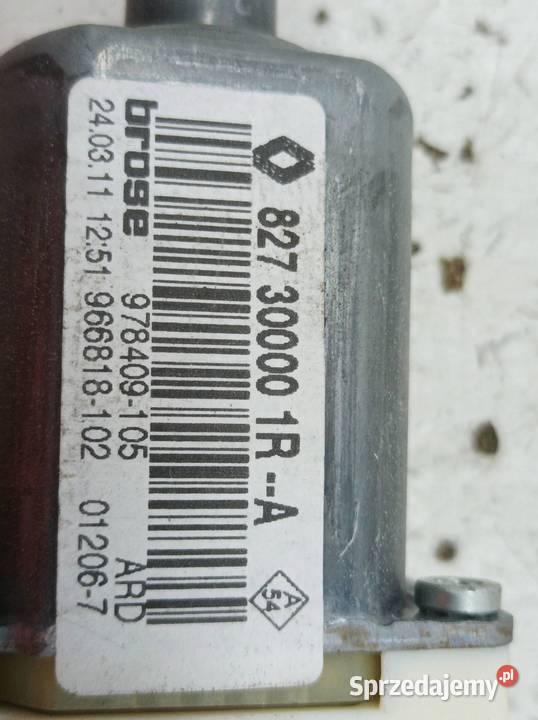 827 30000 1R --A
A
54
brose 978409-105 ARD
24.03.11 12:51 966818-102 01206-7
Sprzedajemy.pl